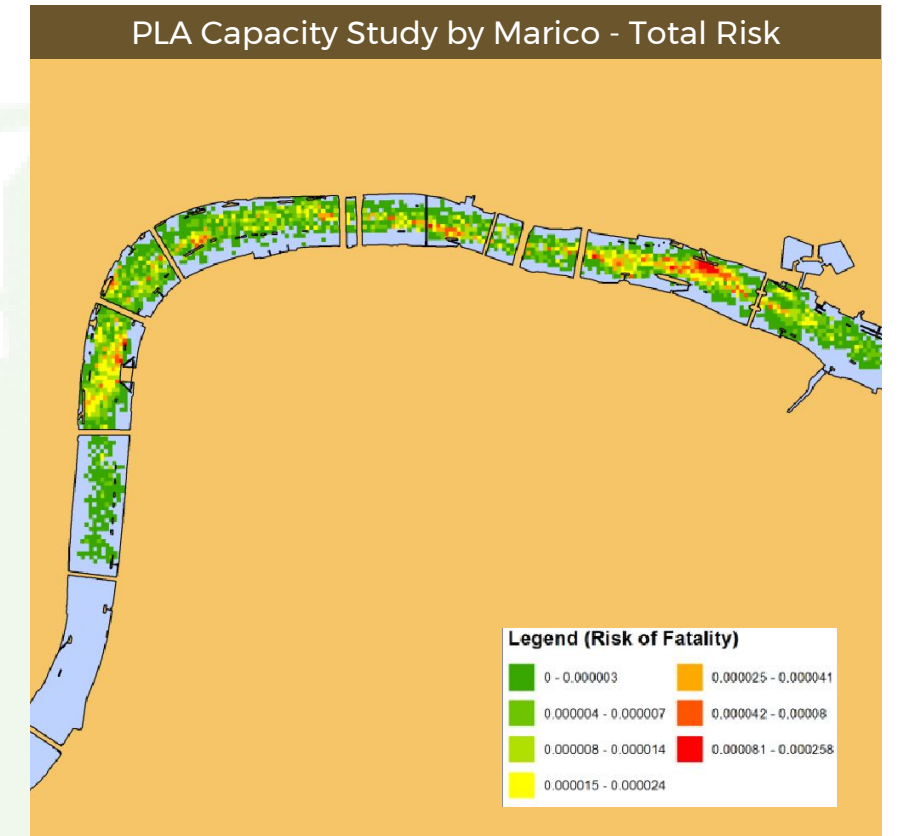 PLA Capacity Study by Marico - Total Risk
Legend (Risk of Fatality)
0 - 0.000003
0.000004 - 0.000007
0.000008 - 0.000014
0.000015 - 0.000024
0.000025 - 0.000041
0.000042 - 0.00008
0.000081 - 0.000258